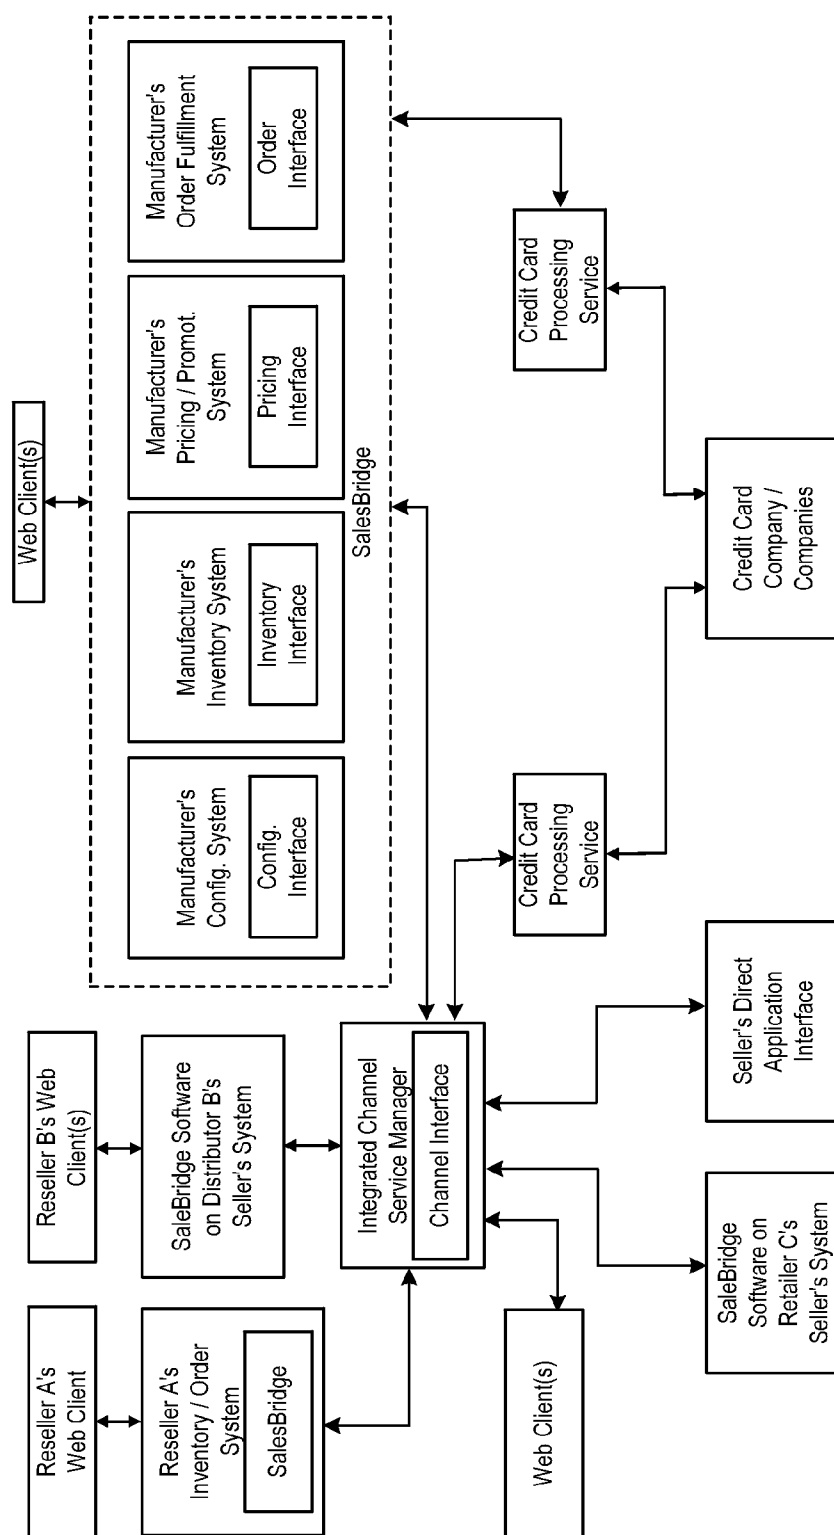 Reseller A's
Web Client
Reseller B's Web
Client(s)
Web Client(s)
Reseller A's
Inventory / Order
System
SalesBridge
SaleBridge Software
on Distributor B's
Seller's System
Manufacturer's
Config. System
Config.
Interface
Manufacturer's
Inventory System
Inventory
Interface
Manufacturer's
Pricing / Promot.
System
Pricing
Interface
Manufacturer's
Order Fulfillment
System
Order
Interface
SalesBridge
Integrated Channel
Service Manager
Channel Interface
Web Client(s)
Credit Card
Processing
Service
Credit Card
Processing
Service
SaleBridge
Software on
Retailer C's
Seller's System
Seller's Direct
Application
Interface
Credit Card
Company /
Companies